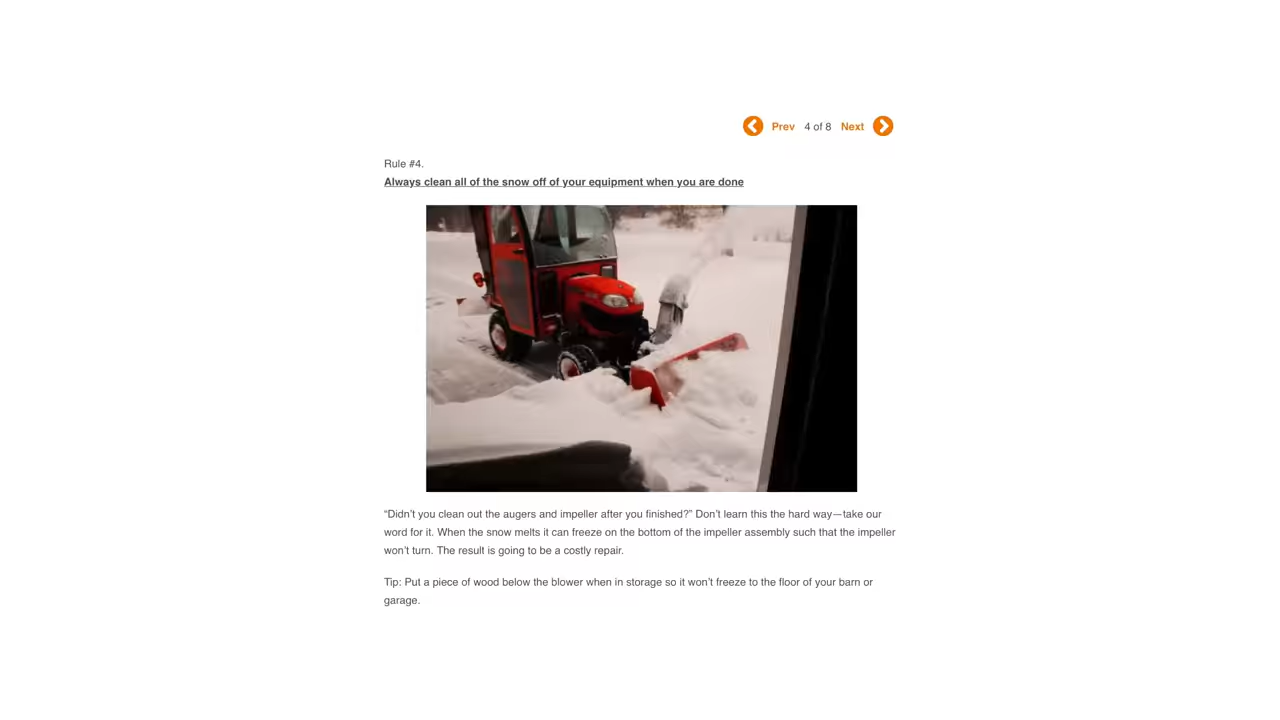 Prev 4 of 8 Next
Rule #4.
Always clean all of the snow off of your equipment when you are done
“Didn’t you clean out the augers and impeller after you finished?” Don’t learn this the hard way—take our
word for it. When the snow melts it can freeze on the bottom of the impeller assembly such that the impeller
won’t turn. The result is going to be a costly repair.
Tip: Put a piece of wood below the blower when in storage so it won’t freeze to the floor of your barn or
garage.